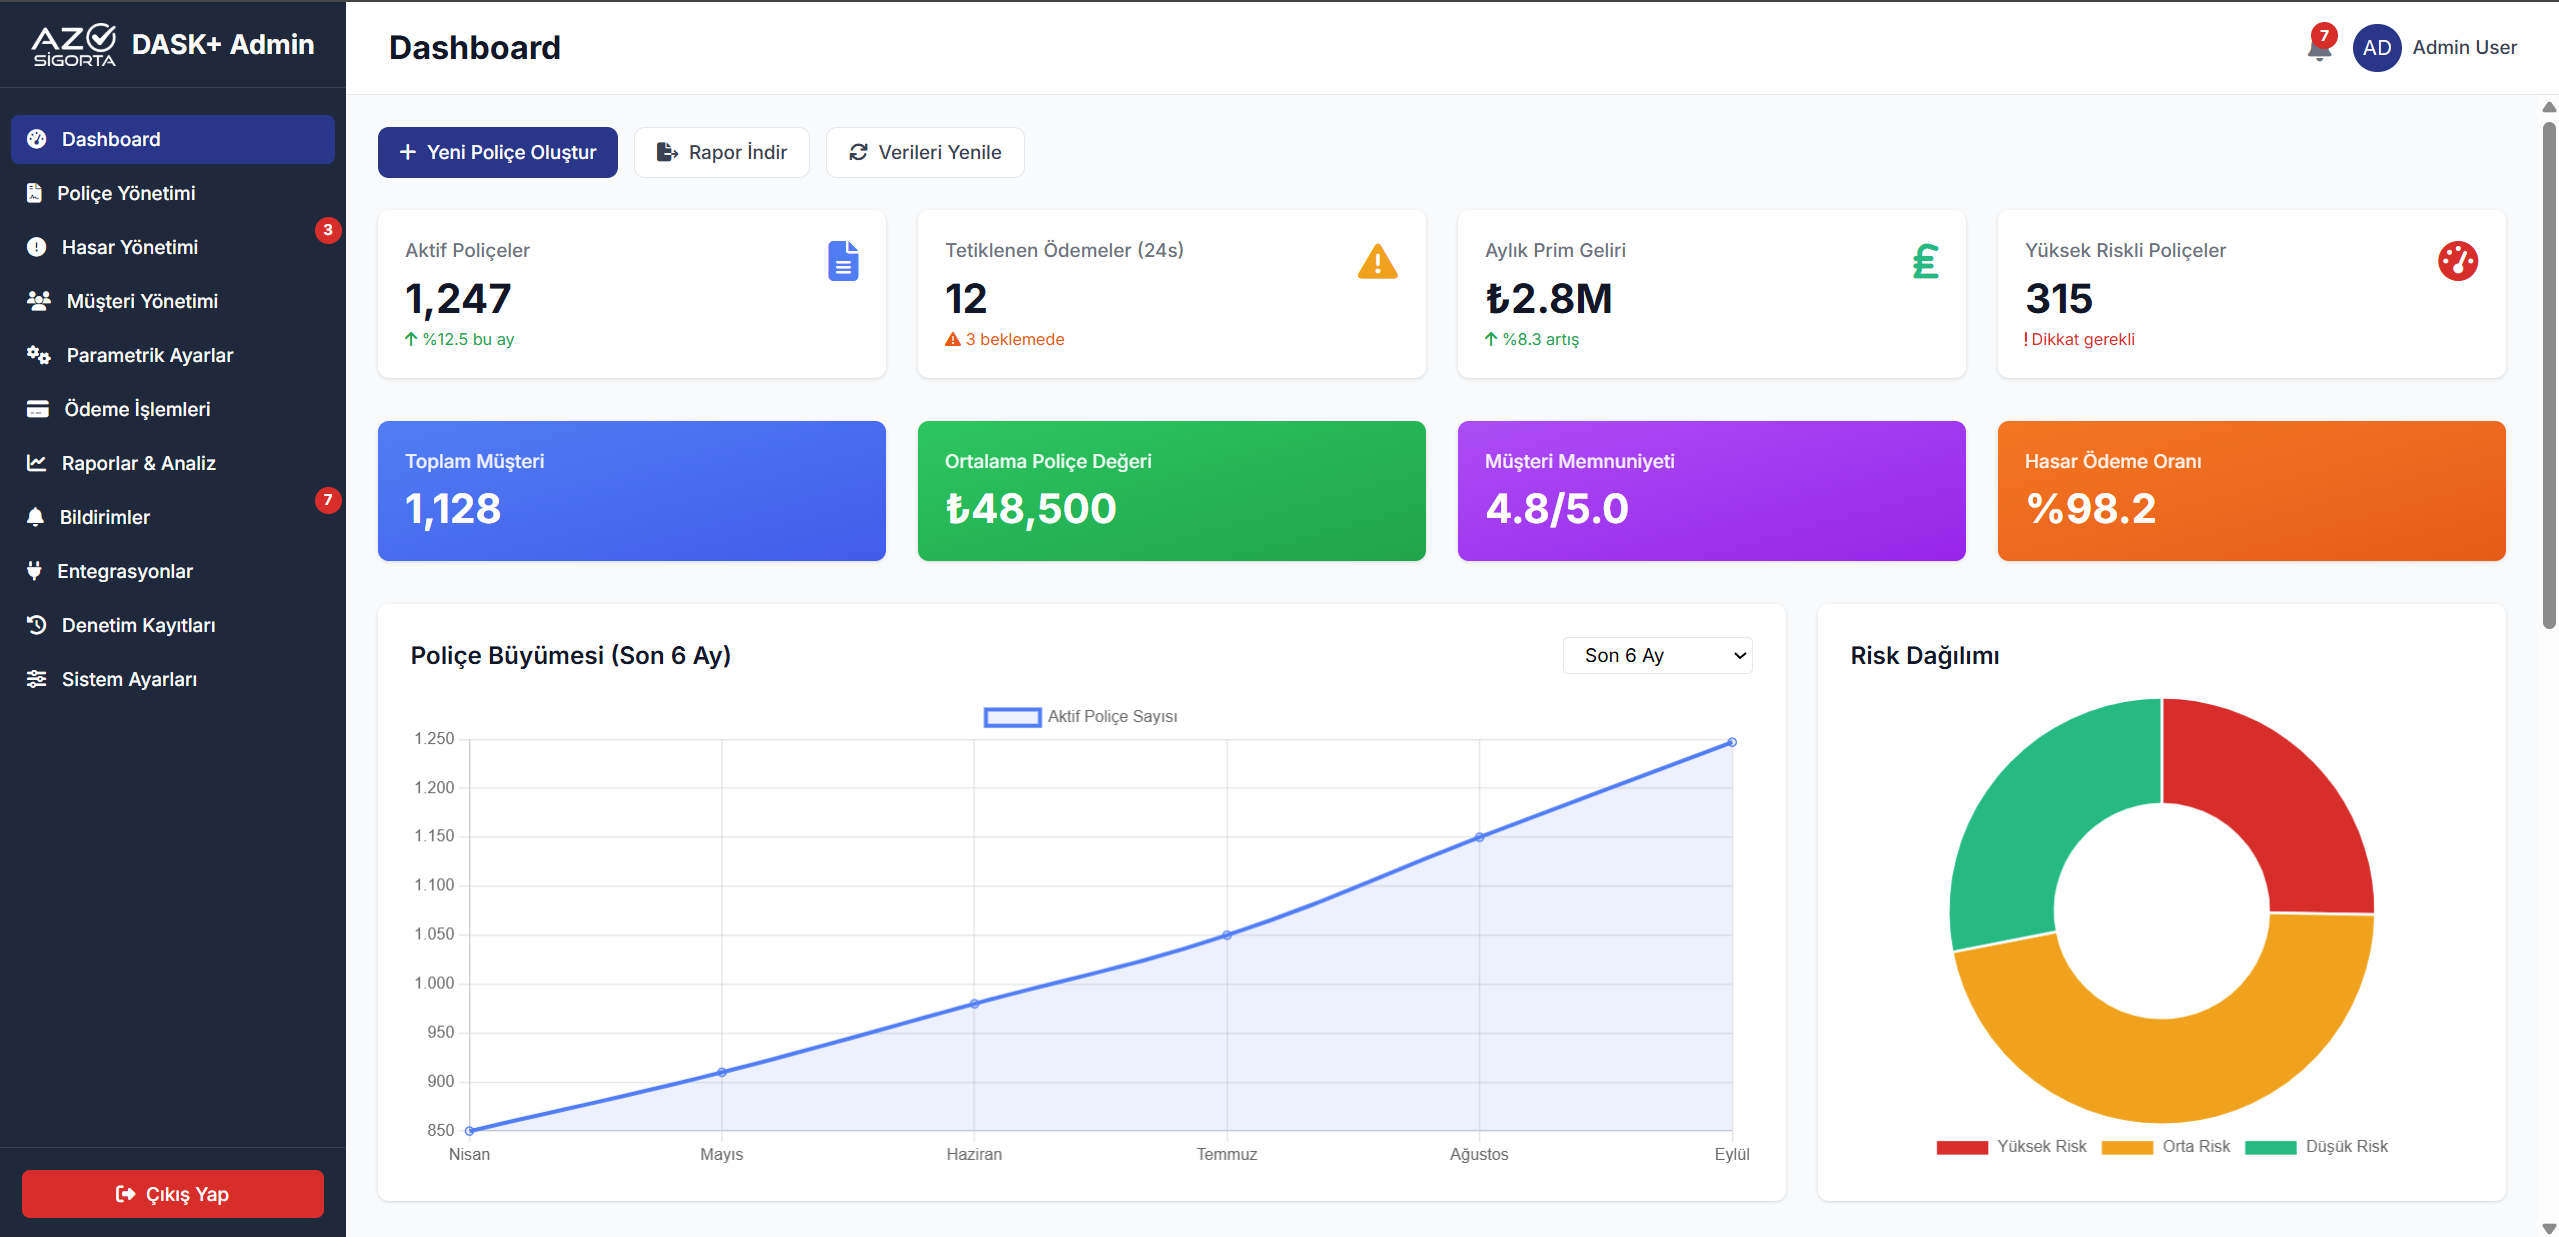 AZ SİGORTA DASK+ Admin
Dashboard
Poliçe Yönetimi
Hasar Yönetimi
3
Müşteri Yönetimi
Parametrik Ayarlar
Ödeme İşlemleri
Raporlar & Analiz
Bildirimler
7
Entegrasyonlar
Denetim Kayıtları
Sistem Ayarları
Çıkış Yap
Dashboard
7
AD
Admin User
Yeni Poliçe Oluştur
Rapor İndir
Verileri Yenile
Aktif Poliçeler
1,247
%12.5 bu ay
Tetiklenen Ödemeler (24s)
12
3 beklemede
Aylık Prim Geliri
₺2.8M
%8.3 artış
£
Yüksek Riskli Poliçeler
315
! Dikkat gerekli
Toplam Müşteri
1,128
Ortalama Poliçe Değeri
₺48,500
Müşteri Memnuniyeti
4.8/5.0
Hasar Ödeme Oranı
%98.2
Poliçe Büyümesi (Son 6 Ay)
Son 6 Ay
Aktif Poliçe Sayısı
1.250
1.200
1.150
1.100
1.050
1.000
950
900
850
Nisan
Mayıs
Haziran
Temmuz
Ağustos
Eylül
Risk Dağılımı
Yüksek Risk
Orta Risk
Düşük Risk